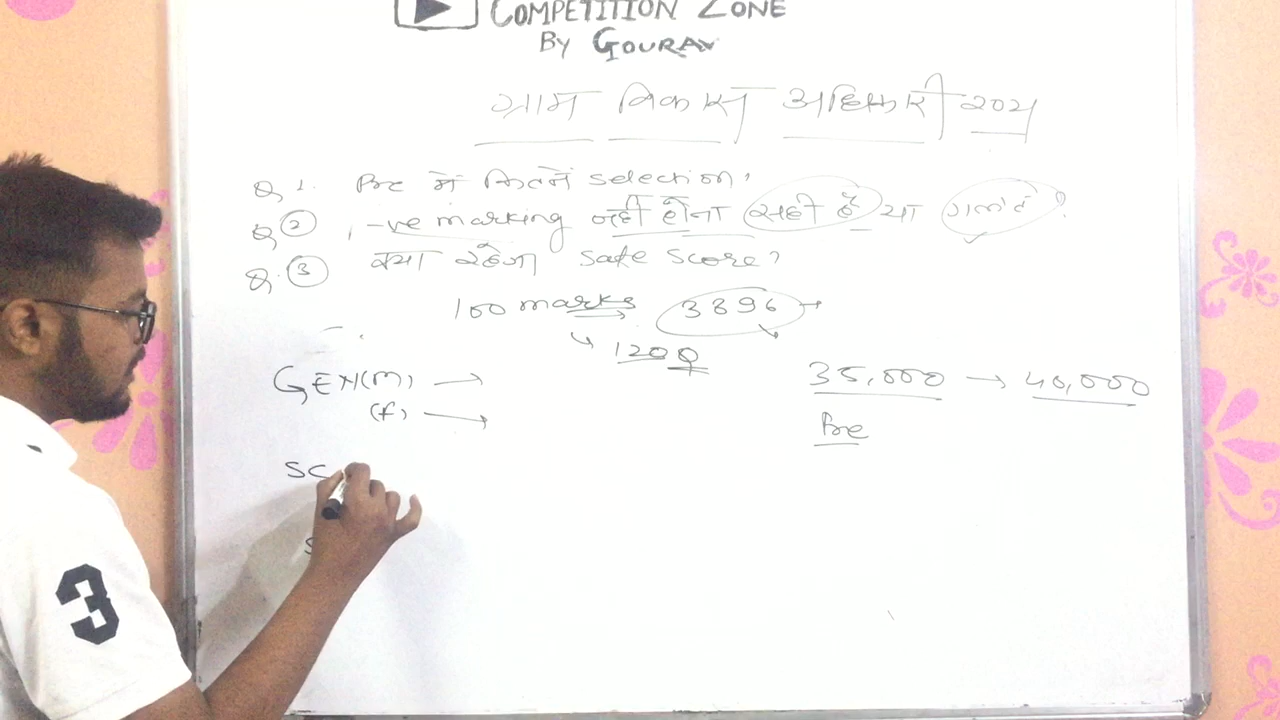 COMPETITION ZONE
BY GOURAV
ग्राम विकास अधिकारी 2021
Q 1. Pre में कितने selection,
Q. 2 -ve marking नही होना सही है या गलत ?
Q. 3 क्या रहेगा Safe Score?
100 marks 3896 →
1200
GEN(m) →
(f) →
35,000 → 40,000
Pre
SC
S
3